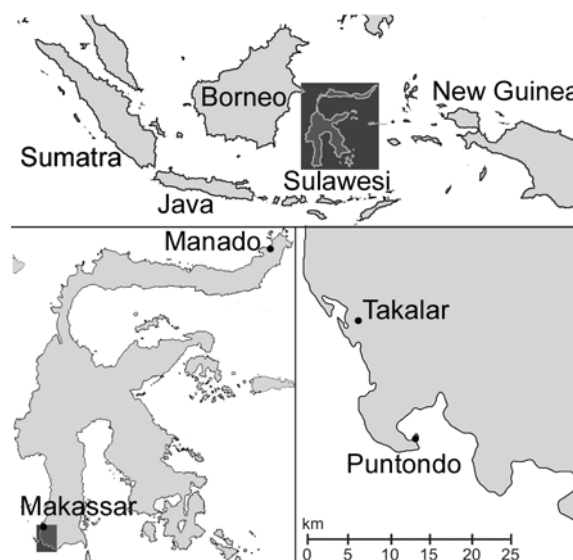 Borneo
New Guinea
Sumatra
Sulawesi
Java
Manado
Makassar
Takalar
Puntondo
km
0 5 10 15 20 25